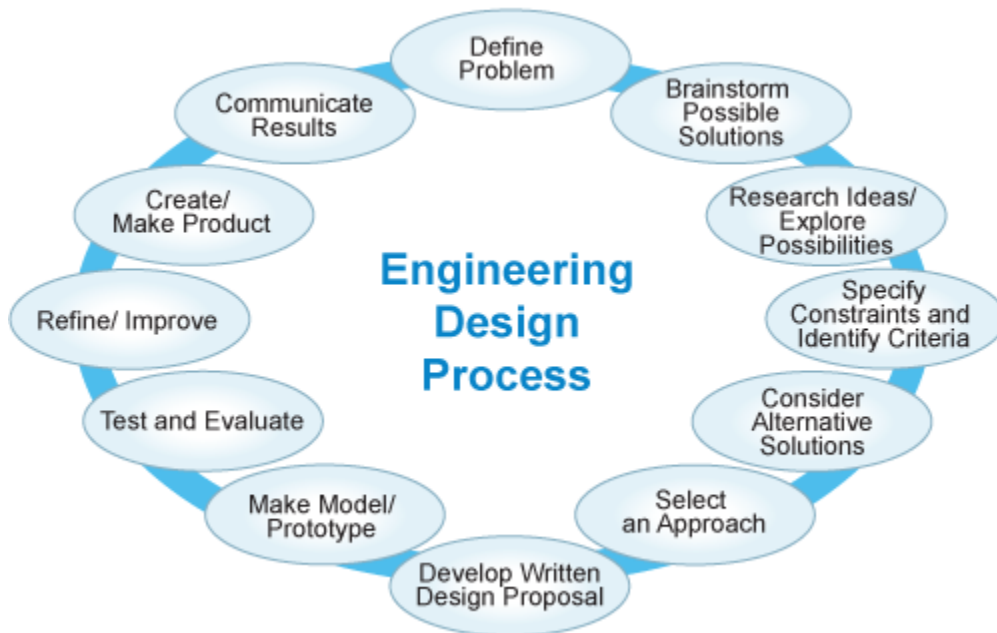 Define
Problem
Brainstorm
Possible
Solutions
Research Ideas/
Explore
Possibilities
Specify
Constraints and
Identify Criteria
Consider
Alternative
Solutions
Select
an Approach
Develop Written
Design Proposal
Make Model/
Prototype
Test and Evaluate
Refine/ Improve
Create/
Make Product
Communicate
Results
Engineering
Design
Process